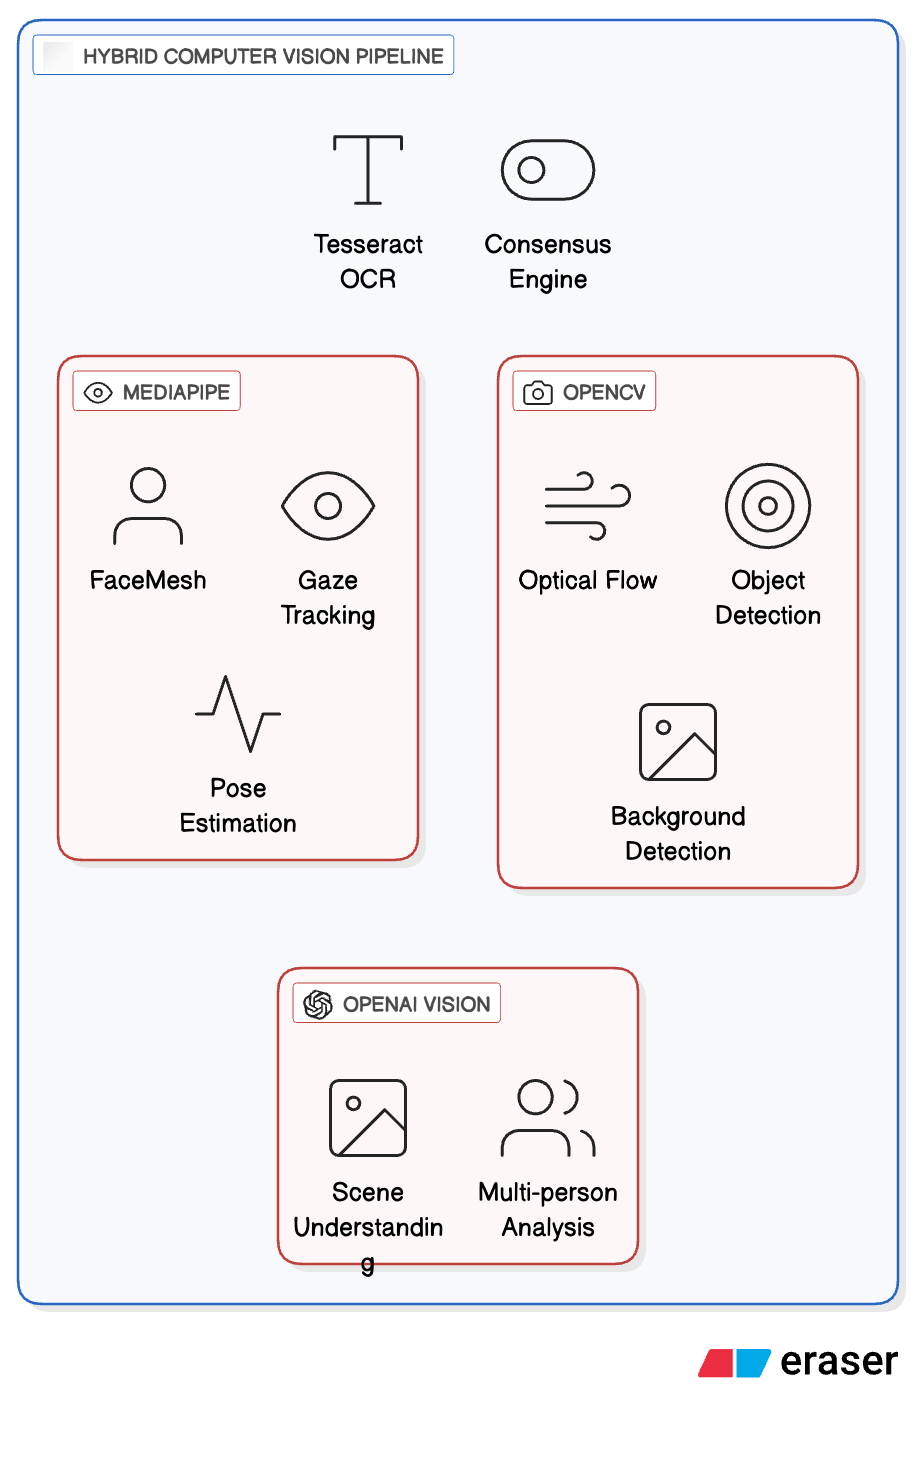 HYBRID COMPUTER VISION PIPELINE
Tesseract
OCR
Consensus
Engine
MEDIAPIPE
FaceMesh
Gaze
Tracking
Pose
Estimation
OPENCV
Optical Flow
Object
Detection
Background
Detection
OPENAI VISION
Scene
Understandin
g
Multi-person
Analysis
eraser